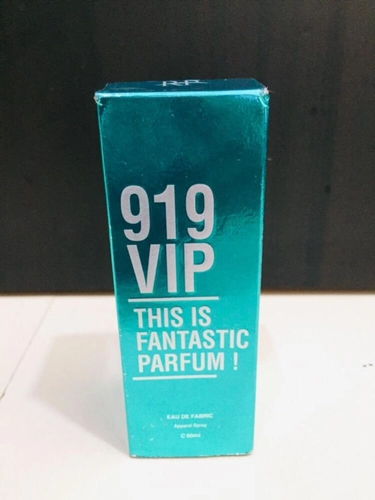 919
VIP
THIS IS
FANTASTIC
PARFUM !
EAU DE FABRIC
Apparel Spray